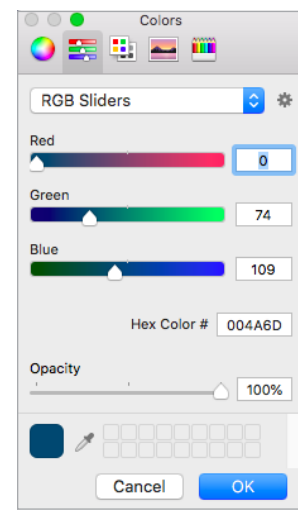 Colors
RGB Sliders
Red
0
Green
74
Blue
109
Hex Color # 004A6D
Opacity
100%
Cancel OK